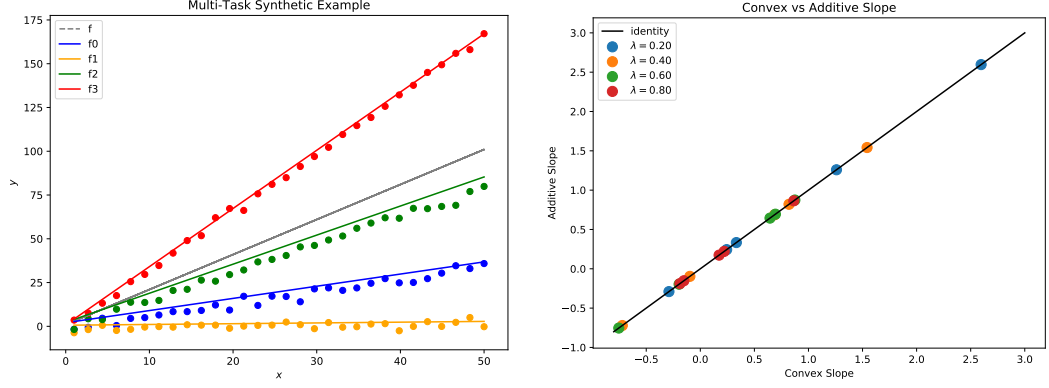 Multi-Task Synthetic Example
175
150
125
100
75
50
25
0
y
0
10
20
30
40
50
x
f
f0
f1
f2
f3
Convex vs Additive Slope
3.0
2.5
2.0
1.5
1.0
0.5
0.0
−0.5
−1.0
Additive Slope
−0.5
0.0
0.5
1.0
1.5
2.0
2.5
3.0
Convex Slope
identity
λ = 0.20
λ = 0.40
λ = 0.60
λ = 0.80